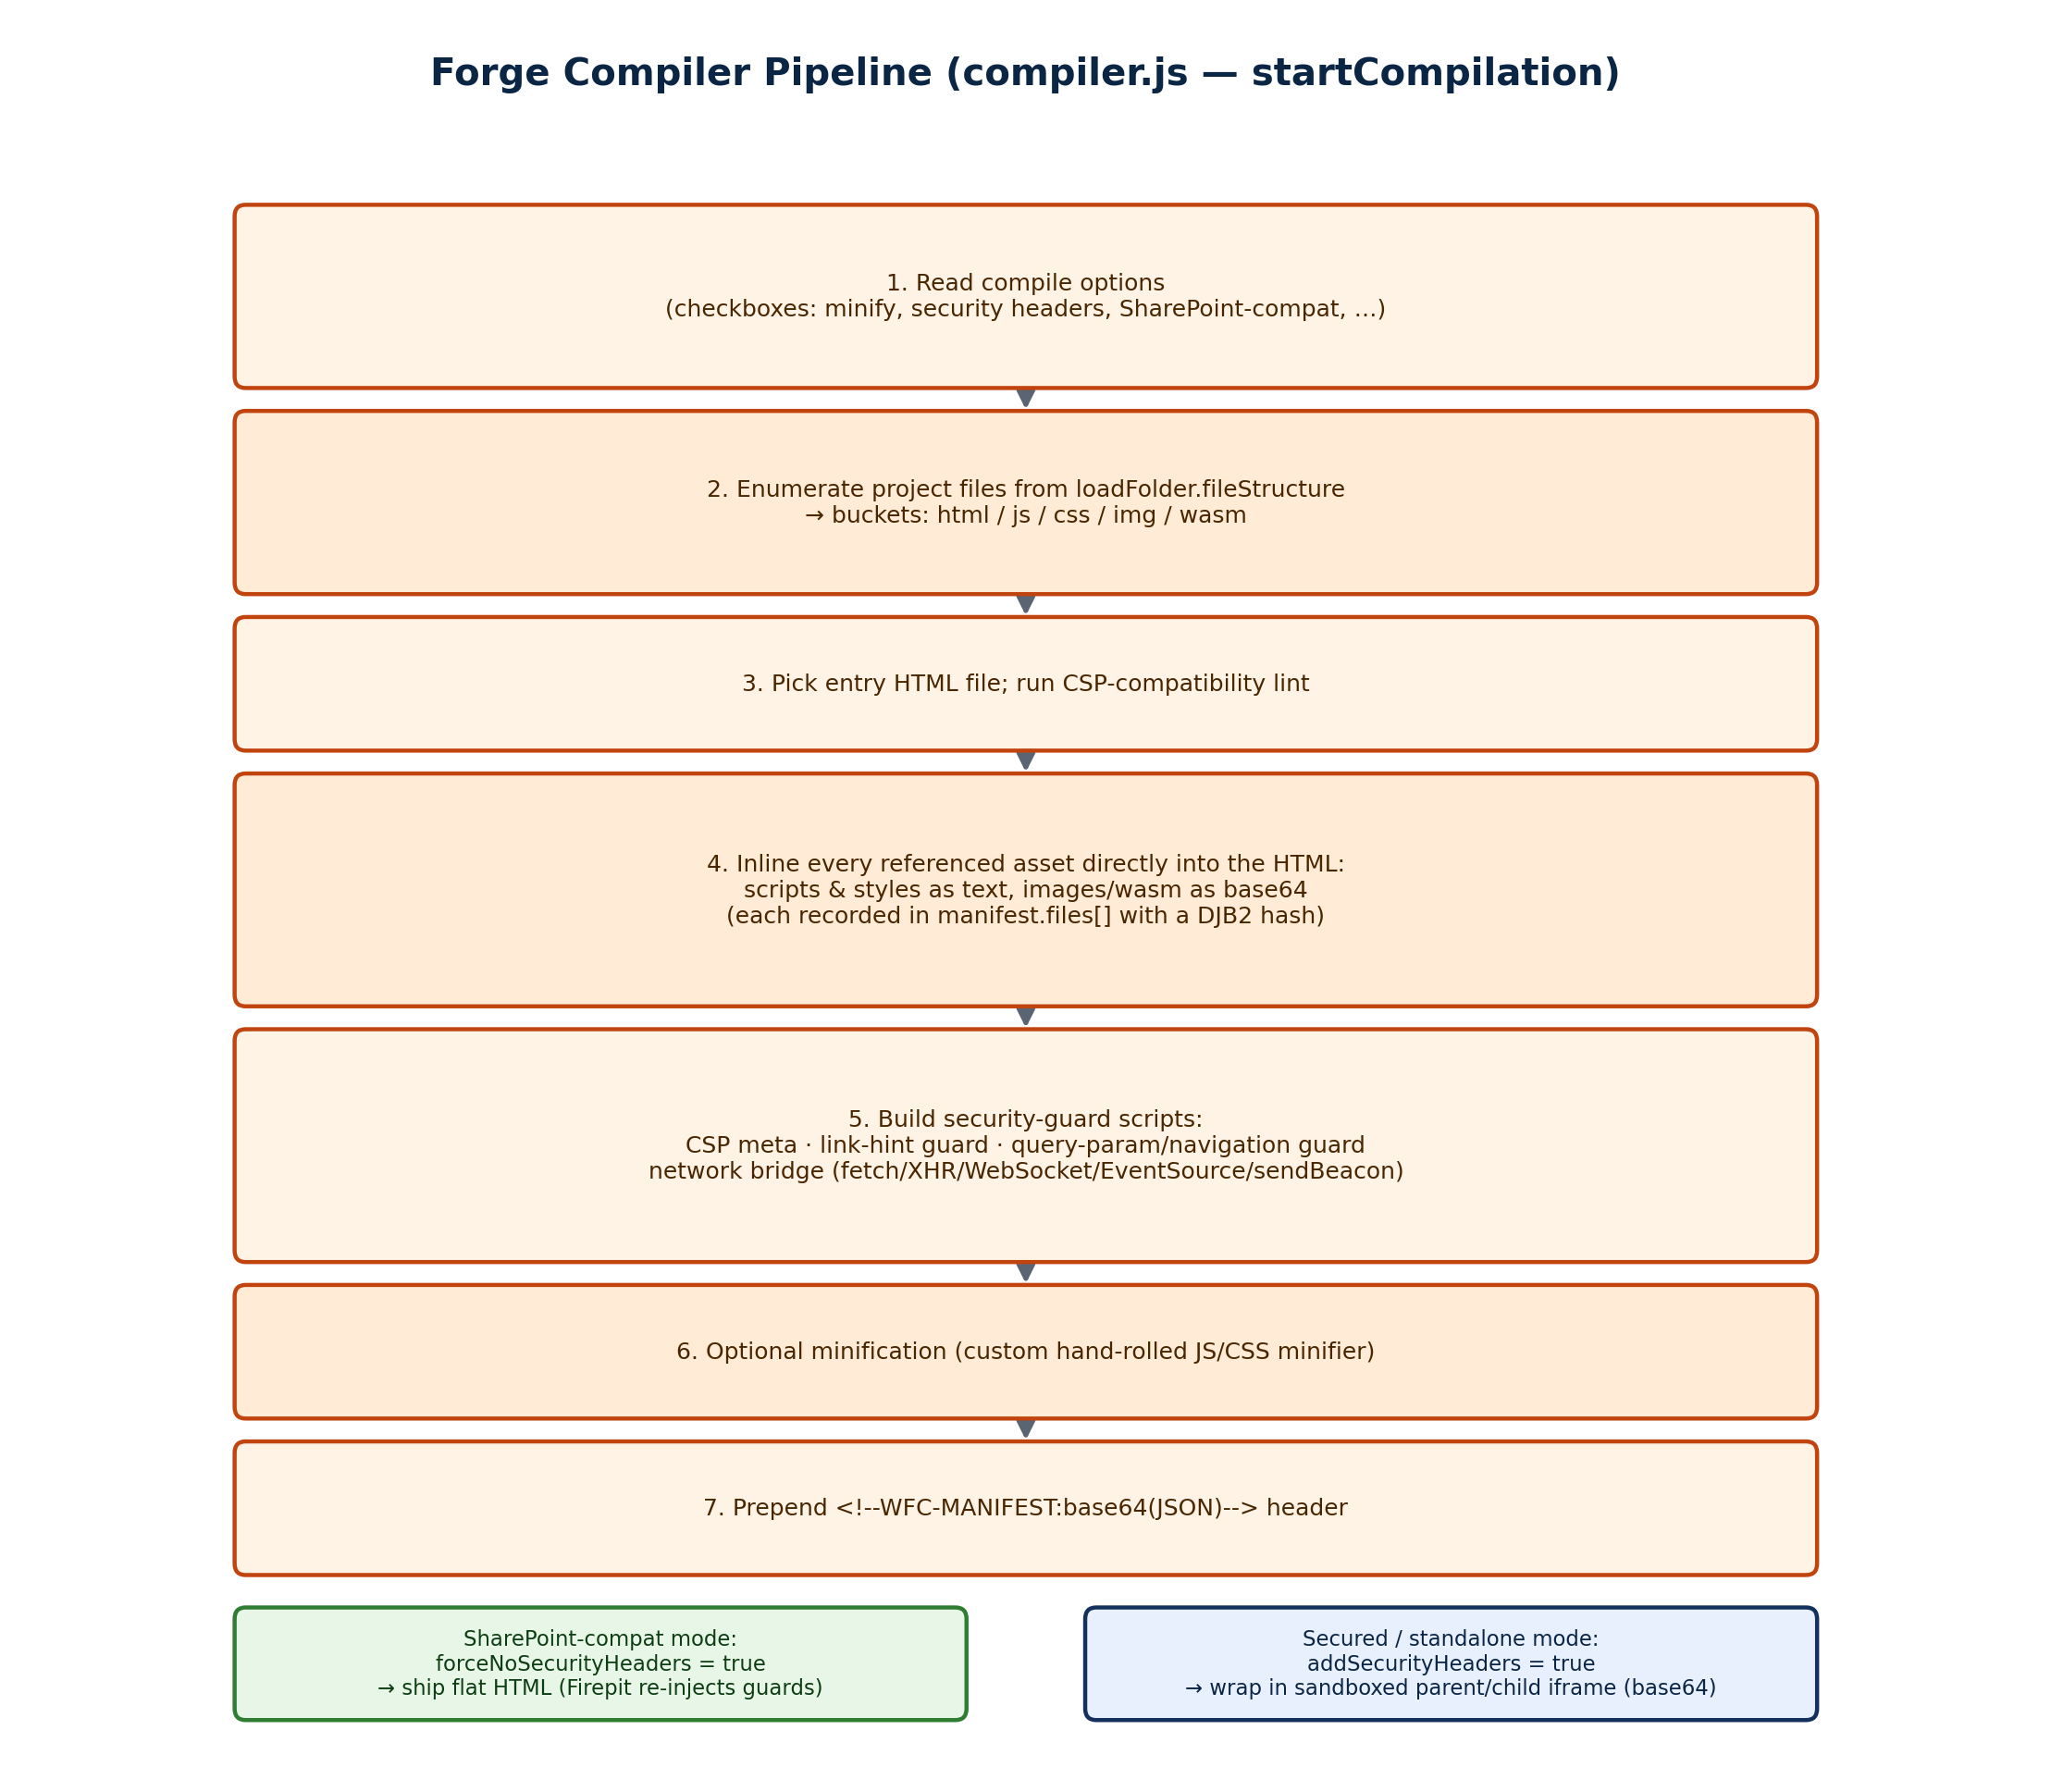 Forge Compiler Pipeline (compiler.js — startCompilation)
1. Read compile options
(checkboxes: minify, security headers, SharePoint-compat, …)
2. Enumerate project files from loadFolder.fileStructure
→ buckets: html / js / css / img / wasm
3. Pick entry HTML file; run CSP-compatibility lint
4. Inline every referenced asset directly into the HTML:
scripts & styles as text, images/wasm as base64
(each recorded in manifest.files[] with a DJB2 hash)
5. Build security-guard scripts:
CSP meta · link-hint guard · query-param/navigation guard
network bridge (fetch/XHR/WebSocket/EventSource/sendBeacon)
6. Optional minification (custom hand-rolled JS/CSS minifier)
7. Prepend <!--WFC-MANIFEST:base64(JSON)--> header
SharePoint-compat mode:
forceNoSecurityHeaders = true
→ ship flat HTML (Firepit re-injects guards)
Secured / standalone mode:
addSecurityHeaders = true
→ wrap in sandboxed parent/child iframe (base64)